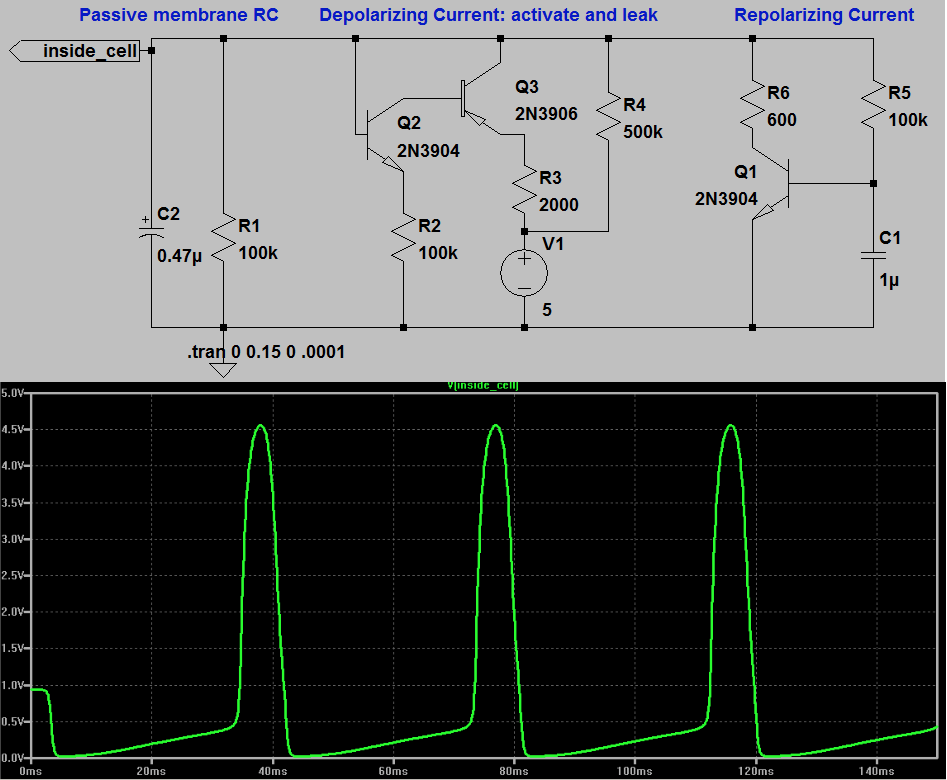 Passive membrane RC Depolarizing Current: activate and leak Repolarizing Current
inside_cell
C2
0.47µ
R1
100k
Q2
2N3904
R2
100k
Q3
2N3906
R3
2000
R4
500k
V1
5
R6
600
Q1
2N3904
R5
100k
C1
1µ
.tran 0 0.15 0 .0001
V[inside_cell]
5.0V
4.5V
4.0V
3.5V
3.0V
2.5V
2.0V
1.5V
1.0V
0.5V
0.0V
0ms 20ms 40ms 60ms 80ms 100ms 120ms 140ms